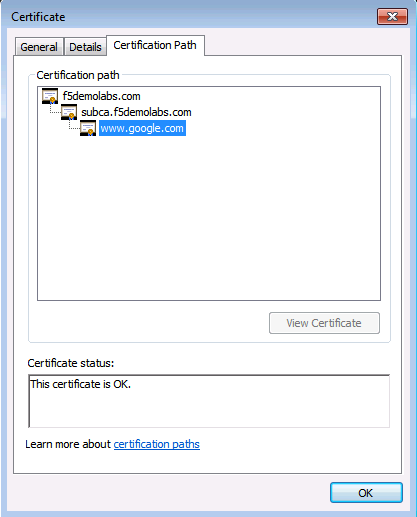 Certificate
General
Details
Certification Path
Certification path
f5demolabs.com
subca.f5demolabs.com
www.google.com
View Certificate
Certificate status:
This certificate is OK.
Learn more about certification paths
OK